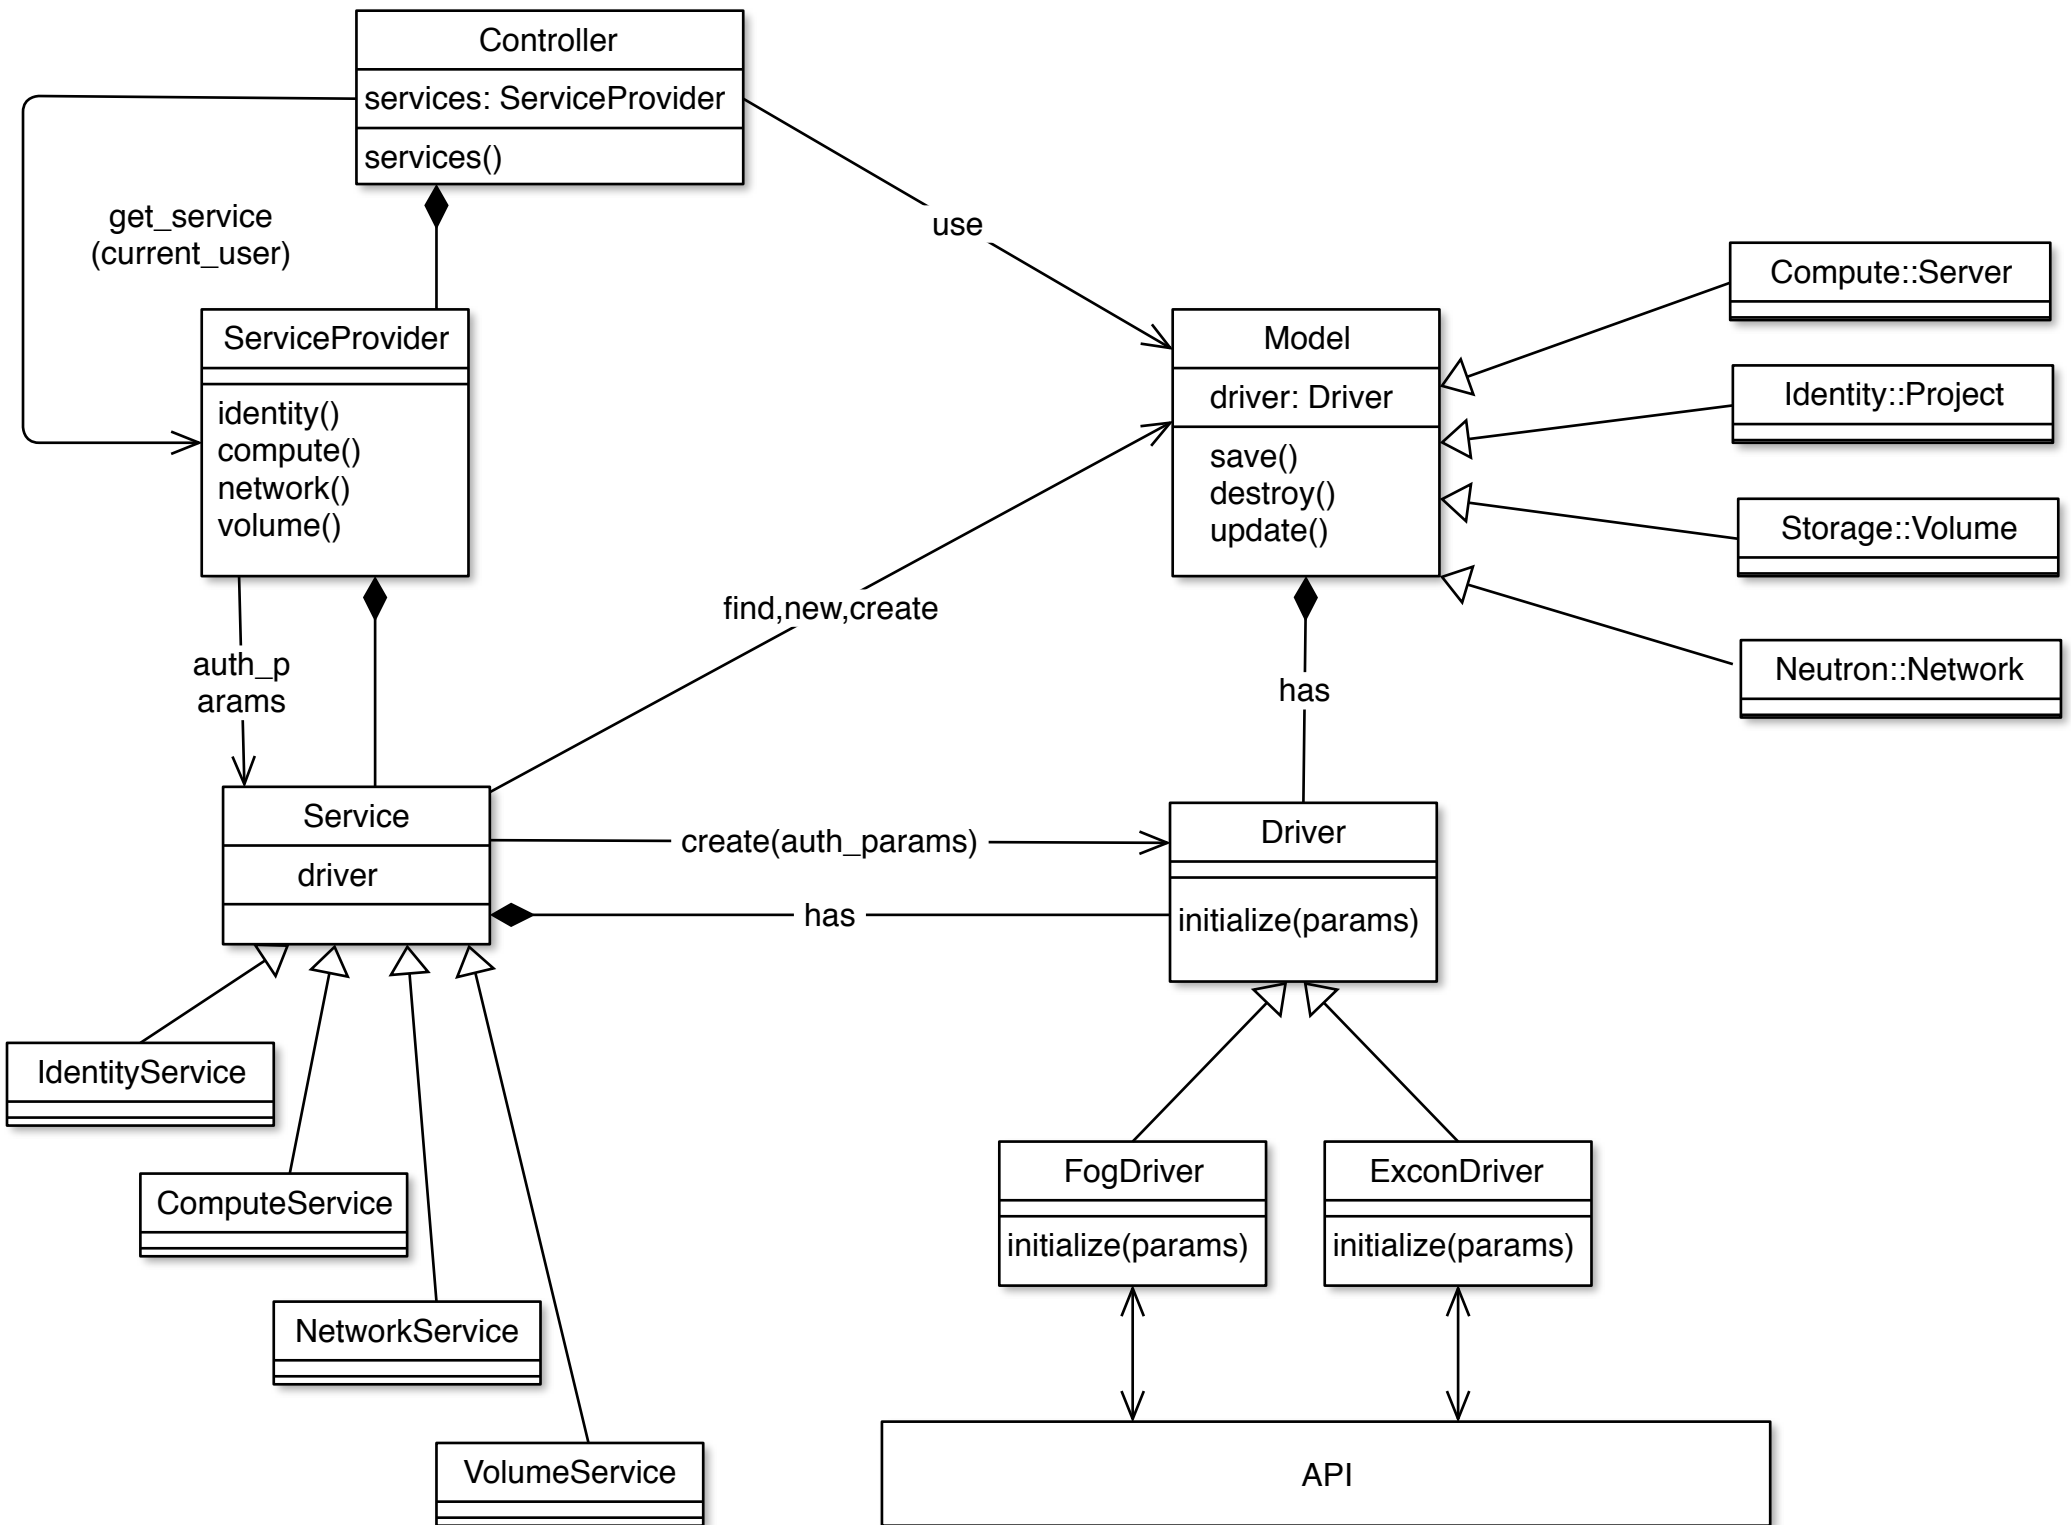 Controller
services: ServiceProvider
services()
get_service
(current_user)
use
ServiceProvider
identity()
compute()
network()
volume()
Model
driver: Driver
save()
destroy()
update()
Compute::Server
Identity::Project
Storage::Volume
Neutron::Network
find,new,create
auth_p
arams
has
Service
driver
create(auth_params)
has
Driver
initialize(params)
IdentityService
ComputeService
NetworkService
VolumeService
FogDriver
initialize(params)
ExconDriver
initialize(params)
API